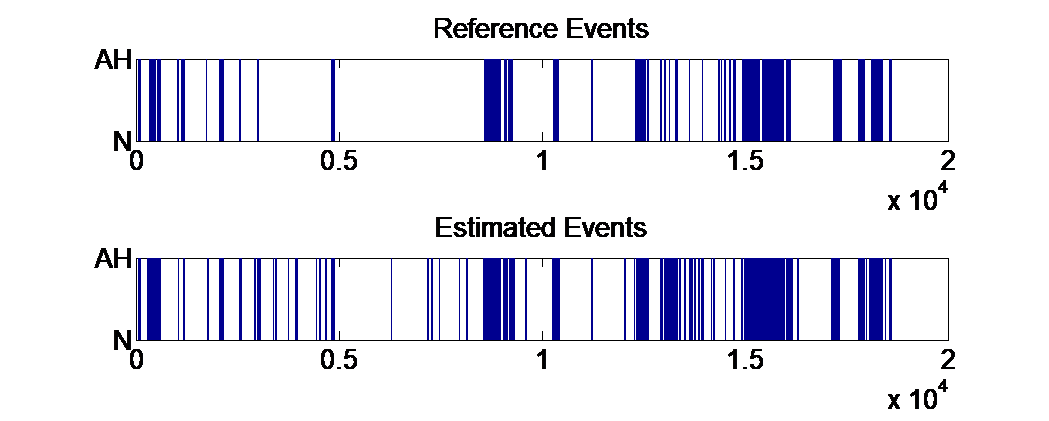 Reference Events
AH
N
0 0.5 1 1.5 2
x 10^4
Estimated Events
AH
N
0 0.5 1 1.5 2
x 10^4